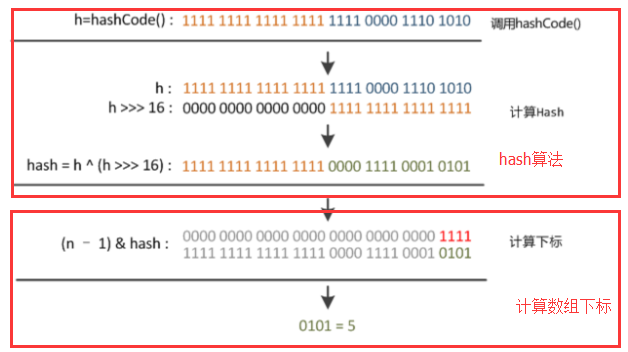 h=hashCode() : 1111 1111 1111 1111 1111 0000 1110 1010 调用hashCode()
h : 1111 1111 1111 1111 1111 0000 1110 1010
h >>> 16 : 0000 0000 0000 0000 1111 1111 1111 1111 计算Hash
hash = h ^ (h >>> 16) : 1111 1111 1111 1111 0000 1111 0001 0101 hash算法
(n - 1) & hash : 0000 0000 0000 0000 0000 0000 0000 1111 计算下标
1111 1111 1111 1111 0000 1111 0001 0101
计算数组下标
0101 = 5